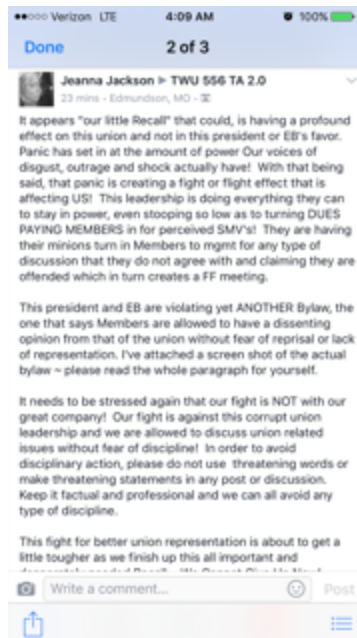 Verizon LTE 4:09 AM 100%
Done 2 of 3
Jeanna Jackson ▸ TWU 556 TA 2.0
23 mins - Edmundson, MO -
It appears "our little Recall" that could, is having a profound
effect on this union and not in this president or EB's favor.
Panic has set in at the amount of power Our voices of
disgust, outrage and shock actually have! With that being
said, that panic is creating a fight or flight effect that is
affecting US! This leadership is doing everything they can
to stay in power, even stooping so low as to turning DUES
PAYING MEMBERS in for perceived SMV's! They are having
their minions turn in Members to mgmt for any type of
discussion that they do not agree with and claiming they are
offended which in turn creates a FF meeting.
This president and EB are violating yet ANOTHER Bylaw, the
one that says Members are allowed to have a dissenting
opinion from that of the union without fear of reprisal or lack
of representation. I've attached a screen shot of the actual
bylaw ~ please read the whole paragraph for yourself.
It needs to be stressed again that our fight is NOT with our
great company! Our fight is against this corrupt union
leadership and we are allowed to discuss union related
issues without fear of discipline! In order to avoid
disciplinary action, please do not use threatening words or
make threatening statements in any post or discussion.
Keep it factual and professional and we can all avoid any
type of discipline.
This fight for better union representation is about to get a
little tougher as we finish up this all important and
Write a comment... Post